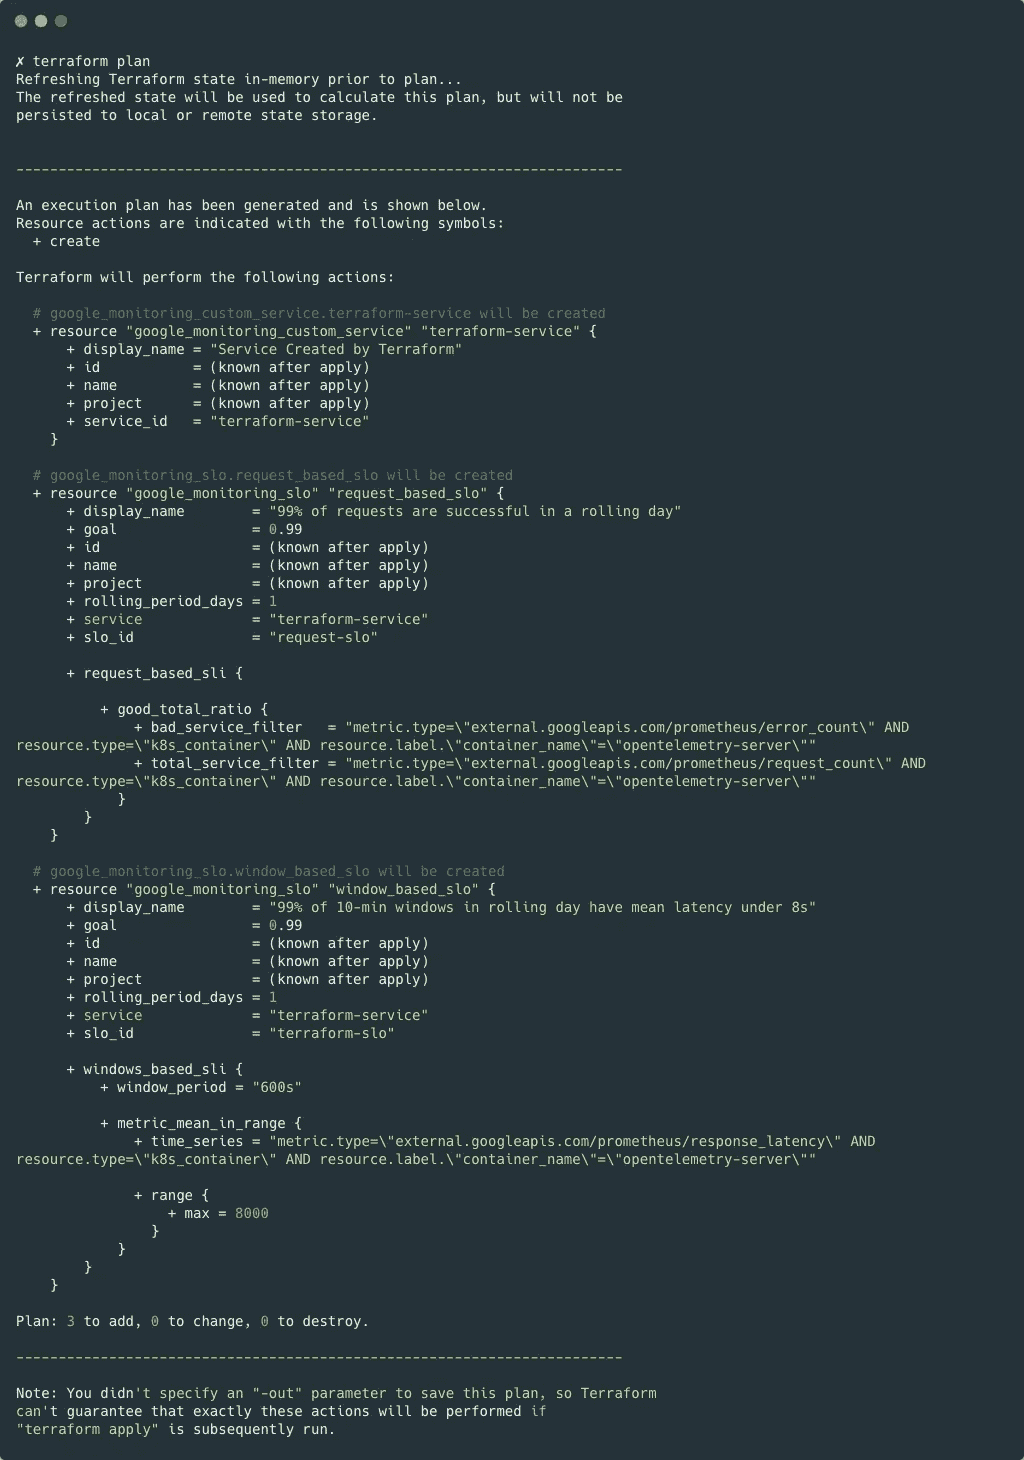 ✗ terraform plan
Refreshing Terraform state in-memory prior to plan...
The refreshed state will be used to calculate this plan, but will not be
persisted to local or remote state storage.
------------------------------------------------------------------------
An execution plan has been generated and is shown below.
Resource actions are indicated with the following symbols:
  + create
Terraform will perform the following actions:
  # google_monitoring_custom_service.terraform-service will be created
  + resource "google_monitoring_custom_service" "terraform-service" {
      + display_name = "Service Created by Terraform"
      + id           = (known after apply)
      + name         = (known after apply)
      + project      = (known after apply)
      + service_id   = "terraform-service"
    }
  # google_monitoring_slo.request_based_slo will be created
  + resource "google_monitoring_slo" "request_based_slo" {
      + display_name        = "99% of requests are successful in a rolling day"
      + goal                = 0.99
      + id                  = (known after apply)
      + name                = (known after apply)
      + project             = (known after apply)
      + rolling_period_days = 1
      + service             = "terraform-service"
      + slo_id              = "request-slo"
      + request_based_sli {
          + good_total_ratio {
              + bad_service_filter   = "metric.type=\"external.googleapis.com/prometheus/error_count\" AND
resource.type=\"k8s_container\" AND resource.label.\"container_name\"=\"opentelemetry-server\""
              + total_service_filter = "metric.type=\"external.googleapis.com/prometheus/request_count\" AND
resource.type=\"k8s_container\" AND resource.label.\"container_name\"=\"opentelemetry-server\""
            }
        }
    }
  # google_monitoring_slo.window_based_slo will be created
  + resource "google_monitoring_slo" "window_based_slo" {
      + display_name        = "99% of 10-min windows in rolling day have mean latency under 8s"
      + goal                = 0.99
      + id                  = (known after apply)
      + name                = (known after apply)
      + project             = (known after apply)
      + rolling_period_days = 1
      + service             = "terraform-service"
      + slo_id              = "terraform-slo"
      + windows_based_sli {
          + window_period = "600s"
          + metric_mean_in_range {
              + time_series = "metric.type=\"external.googleapis.com/prometheus/response_latency\" AND
resource.type=\"k8s_container\" AND resource.label.\"container_name\"=\"opentelemetry-server\""
              + range {
                  + max = 8000
                }
            }
        }
    }
Plan: 3 to add, 0 to change, 0 to destroy.
------------------------------------------------------------------------
Note: You didn't specify an "-out" parameter to save this plan, so Terraform
can't guarantee that exactly these actions will be performed if
"terraform apply" is subsequently run.